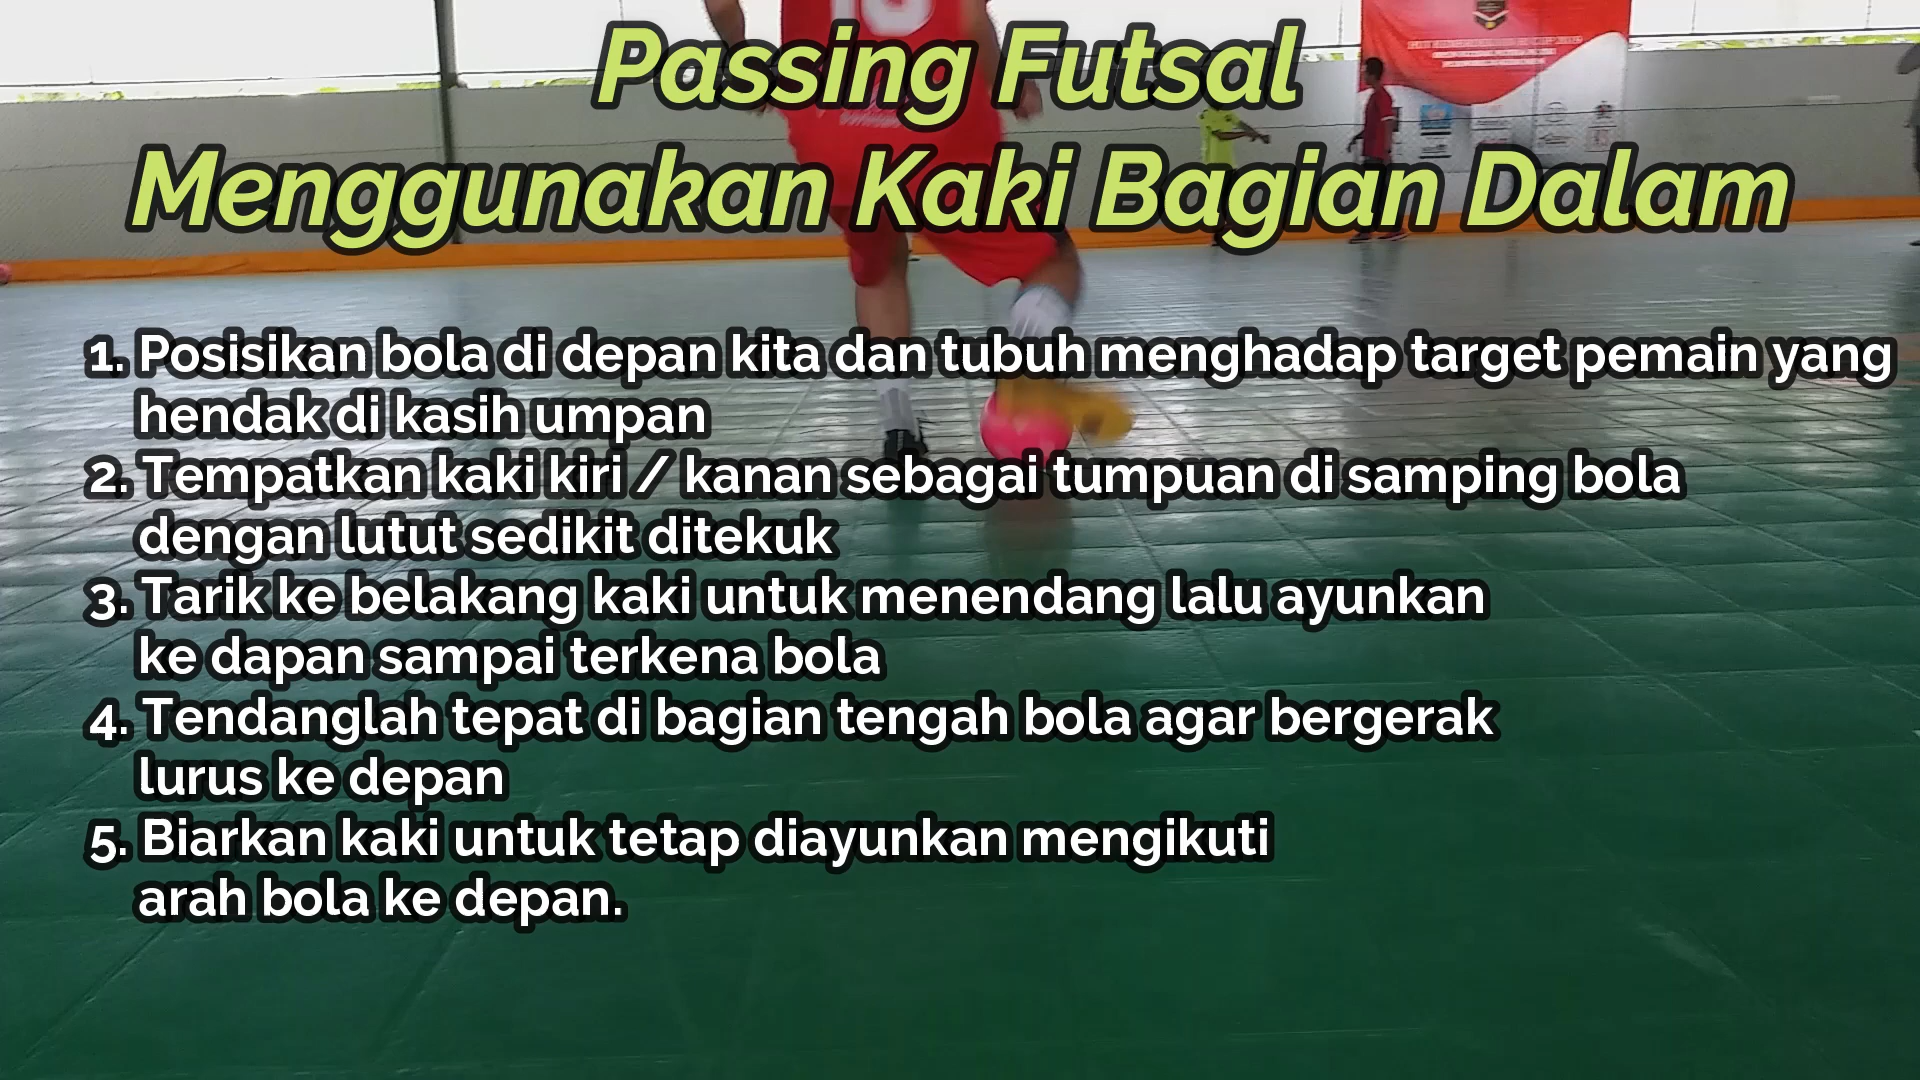 Passing Futsal
Menggunakan Kaki Bagian Dalam
1. Posisikan bola di depan kita dan tubuh menghadap target pemain yang
hendak di kasih umpan
2. Tempatkan kaki kiri / kanan sebagai tumpuan di samping bola
dengan lutut sedikit ditekuk
3. Tarik ke belakang kaki untuk menendang lalu ayunkan
ke dapan sampai terkena bola
4. Tendanglah tepat di bagian tengah bola agar bergerak
lurus ke depan
5. Biarkan kaki untuk tetap diayunkan mengikuti
arah bola ke depan.